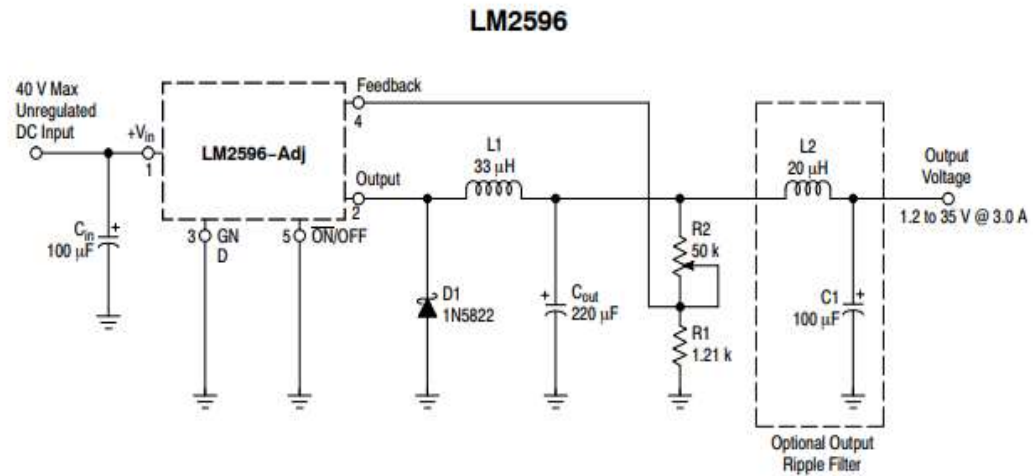 LM2596
40 V Max
Unregulated
DC Input
+Vin
1
LM2596-Adj
Feedback
4
Output
2
3
GN
D
5
ON/OFF
Cin
100 µF
+
L1
33 µH
D1
1N5822
+
Cout
220 µF
R2
50 k
R1
1.21 k
L2
20 µH
C1
100 µF
+
Output
Voltage
1.2 to 35 V @ 3.0 A
Optional Output
Ripple Filter